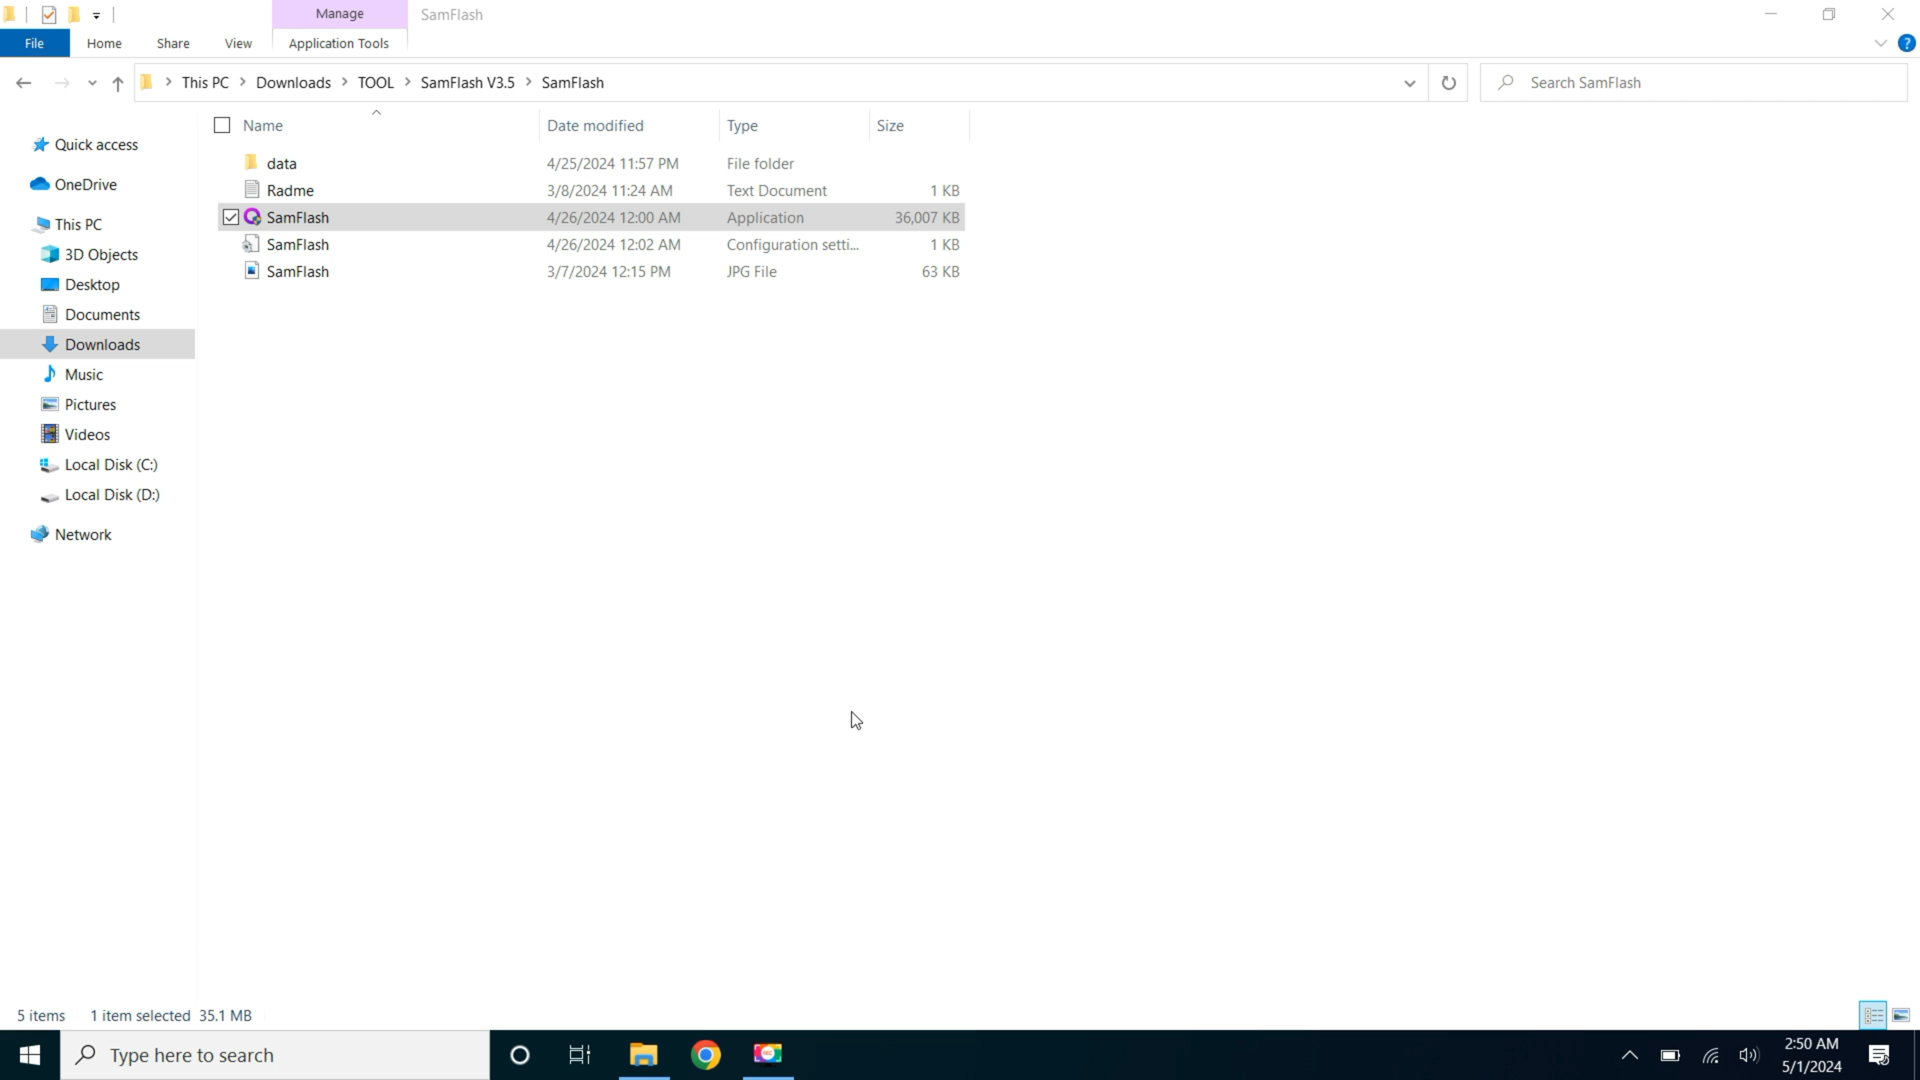 Manage SamFlash
File Home Share View Application Tools
This PC Downloads TOOL SamFlash V3.5 SamFlash Search SamFlash
Name Date modified Type Size
Quick access
OneDrive
This PC
3D Objects
Desktop
Documents
Downloads
Music
Pictures
Videos
Local Disk (C:)
Local Disk (D:)
Network
data 4/25/2024 11:57 PM File folder
Radme 3/8/2024 11:24 AM Text Document 1 KB
SamFlash 4/26/2024 12:00 AM Application 36,007 KB
SamFlash 4/26/2024 12:02 AM Configuration setti... 1 KB
SamFlash 3/7/2024 12:15 PM JPG File 63 KB
5 items 1 item selected 35.1 MB
Type here to search
2:50 AM
5/1/2024